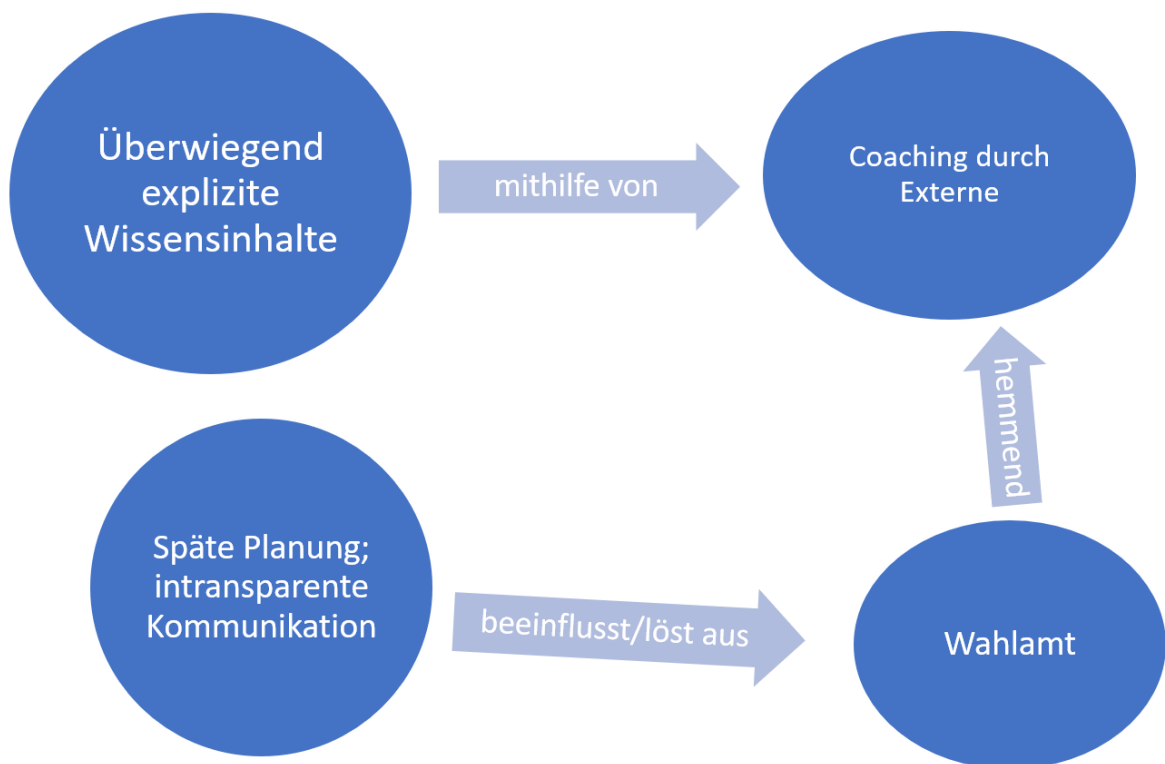 Überwiegend
explizite
Wissensinhalte
mithilfe von
Coaching durch
Externe
hemmend
Späte Planung;
intransparente
Kommunikation
beeinflusst/löst aus
Wahlamt